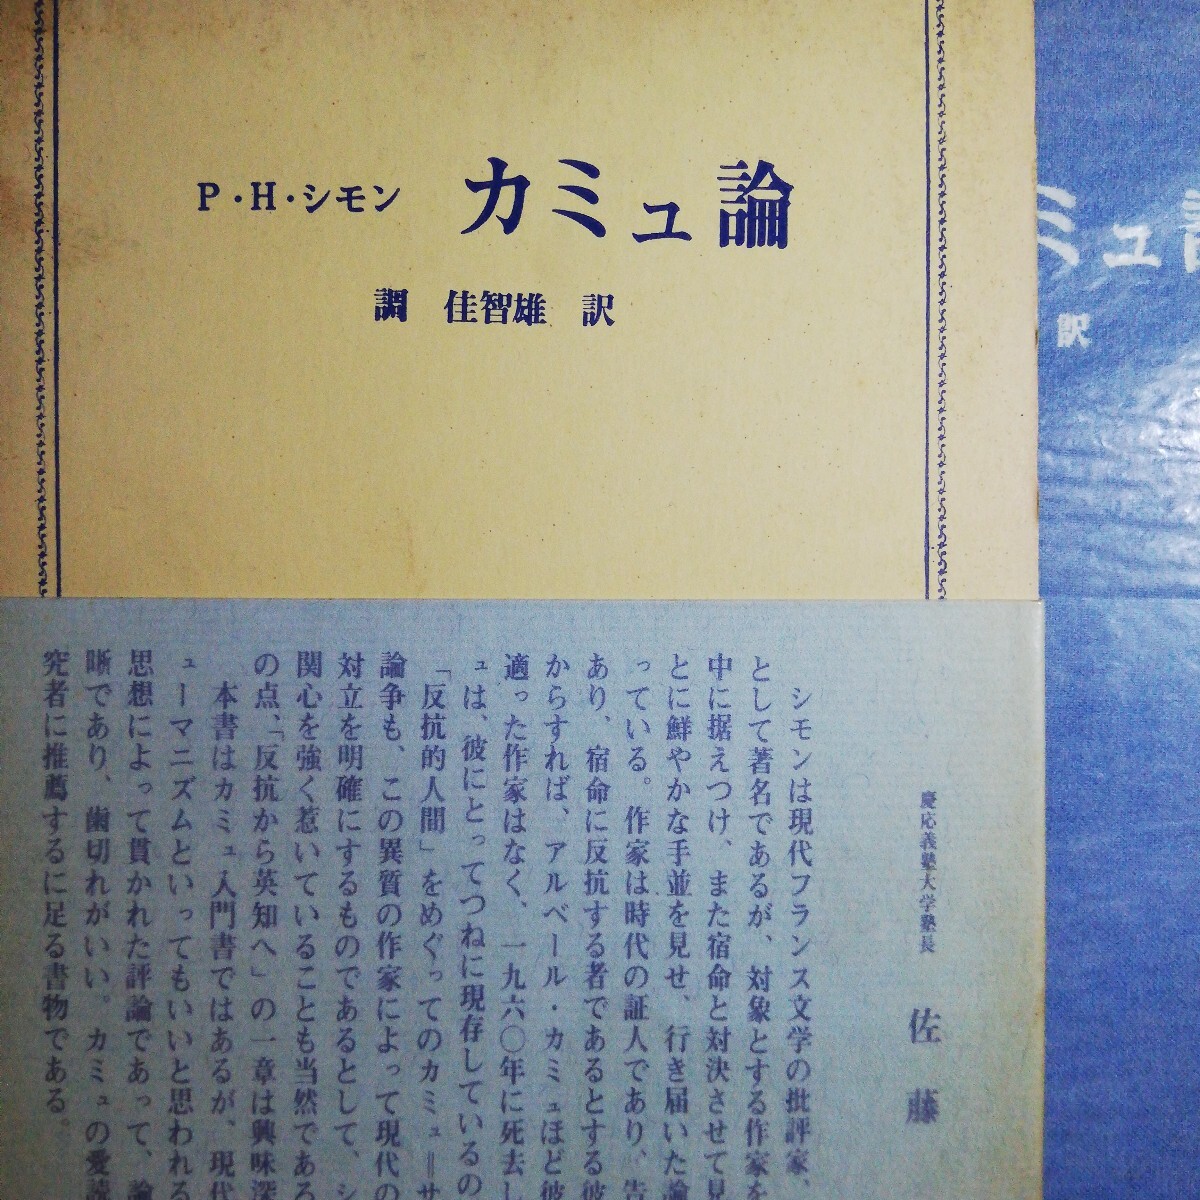 P・H・シモン カミュ論
調 佳智雄 訳
ミュ
訳
慶応義塾大学塾長 佐藤
シモンは現代フランス文学の批評家、
として著名であるが、対象とする作家を
中に据えつけ、また宿命と対決させて見
とに鮮やかな手並を見せ、行き届いた論
っている。作家は時代の証人であり、告
あり、宿命に反抗する者であるとする彼
からすれば、アルベール・カミュほど彼
適った作家はなく、一九六〇年に死去し
ュは、彼にとってつねに現存しているの
「反抗的人間」をめぐってのカミュ＝サ
論争も、この異質の作家によって現代の
対立を明確にするものであるとして、シ
関心を強く惹いていることも当然である
の点、「反抗から英知へ」の一章は興味深
本書はカミュ入門書ではあるが、現代
ューマニズムといってもいいと思われる
思想によって貫かれた評論であって、論
晰であり、歯切れがいい。カミュの愛読
究者に推薦するに足る書物である。